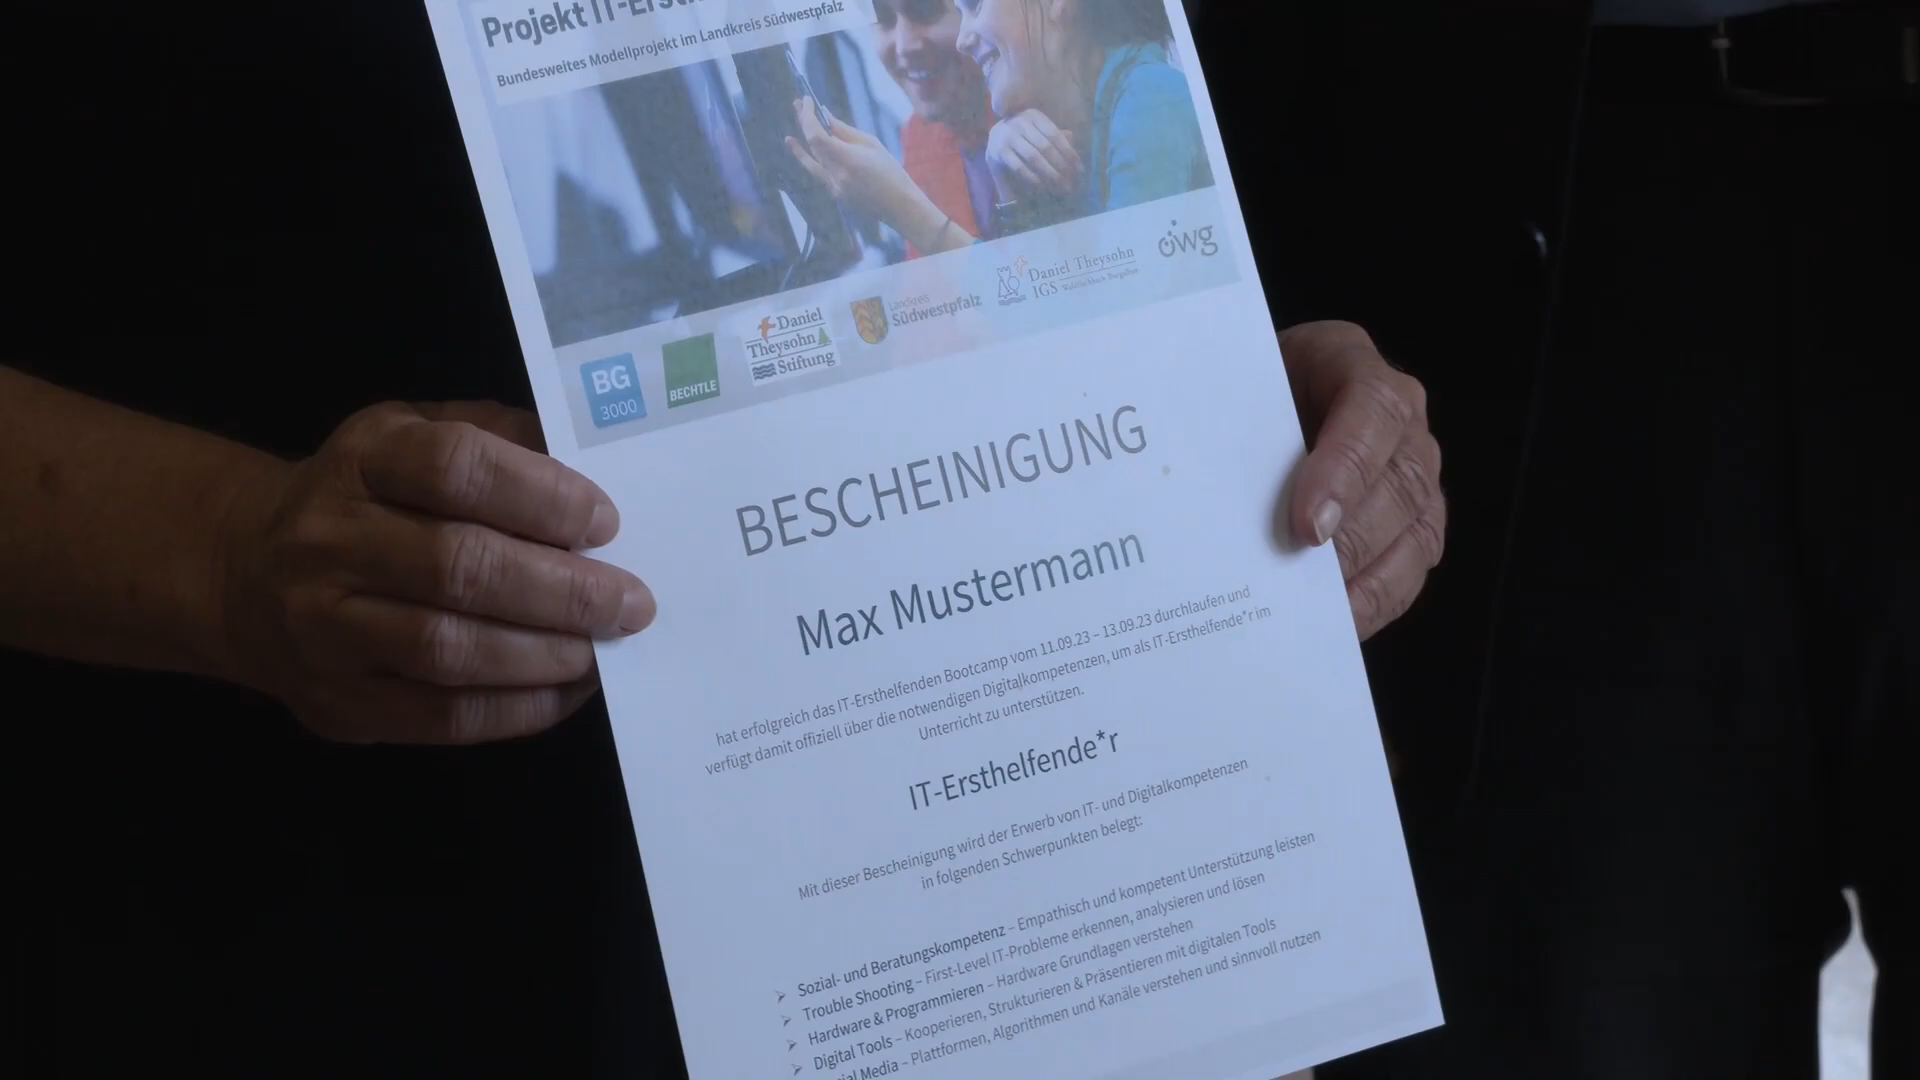 Projekt IT-Erst
Bundesweites Modellprojekt im Landkreis Südwestpfalz
öwg
Daniel Theysohn
IGS
Landkreis
Südwestpfalz
Daniel
Theysohn
Stiftung
BECHTLE
BG
3000
BESCHEINIGUNG
Max Mustermann
hat erfolgreich das IT-Ersthelfenden Bootcamp vom 11.09.23 – 13.09.23 durchlaufen und
verfügt damit offiziell über die notwendigen Digitalkompetenzen, um als IT-Ersthelfende*r im
Unterricht zu unterstützen.
IT-Ersthelfende*r
Mit dieser Bescheinigung wird der Erwerb von IT- und Digitalkompetenzen
in folgenden Schwerpunkten belegt:
➢ Sozial- und Beratungskompetenz – Empathisch und kompetent Unterstützung leisten
➢ Trouble Shooting – First-Level IT-Probleme erkennen, analysieren und lösen
➢ Hardware & Programmieren – Hardware Grundlagen verstehen
➢ Digital Tools – Kooperieren, Strukturieren & Präsentieren mit digitalen Tools
ial Media – Plattformen, Algorithmen und Kanäle verstehen und sinnvoll nutzen